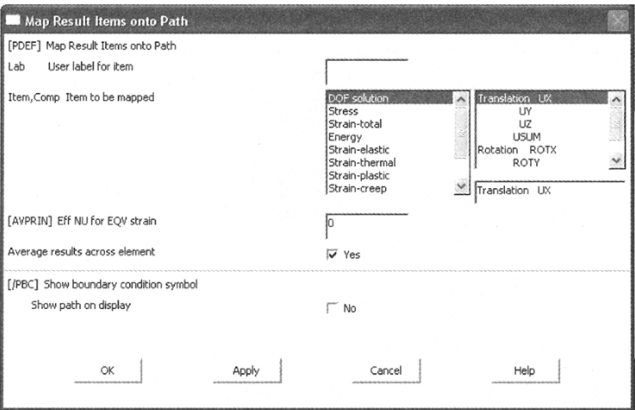 Map Result Items onto Path
[PDEF] Map Result Items onto Path
Lab User label for item
Item,Comp Item to be mapped
DOF solution
Stress
Strain-total
Energy
Strain-elastic
Strain-thermal
Strain-plastic
Strain-creep
Translation UX
UY
UZ
USUM
Rotation ROTX
ROTY
Translation UX
[AVPRIN] Eff NU for EQV strain
0
Average results across element
Yes
[/PBC] Show boundary condition symbol
Show path on display
No
OK Apply Cancel Help